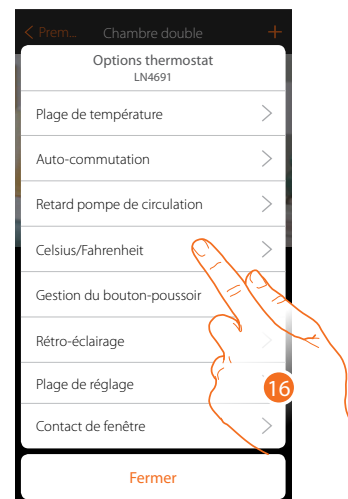 Prem... Chambre double +
Options thermostat
LN4691
Plage de température
Auto-commutation
Retard pompe de circulation
Celsius/Fahrenheit
Gestion du bouton-poussoir
Rétro-éclairage
Plage de réglage
16
Contact de fenêtre
Fermer